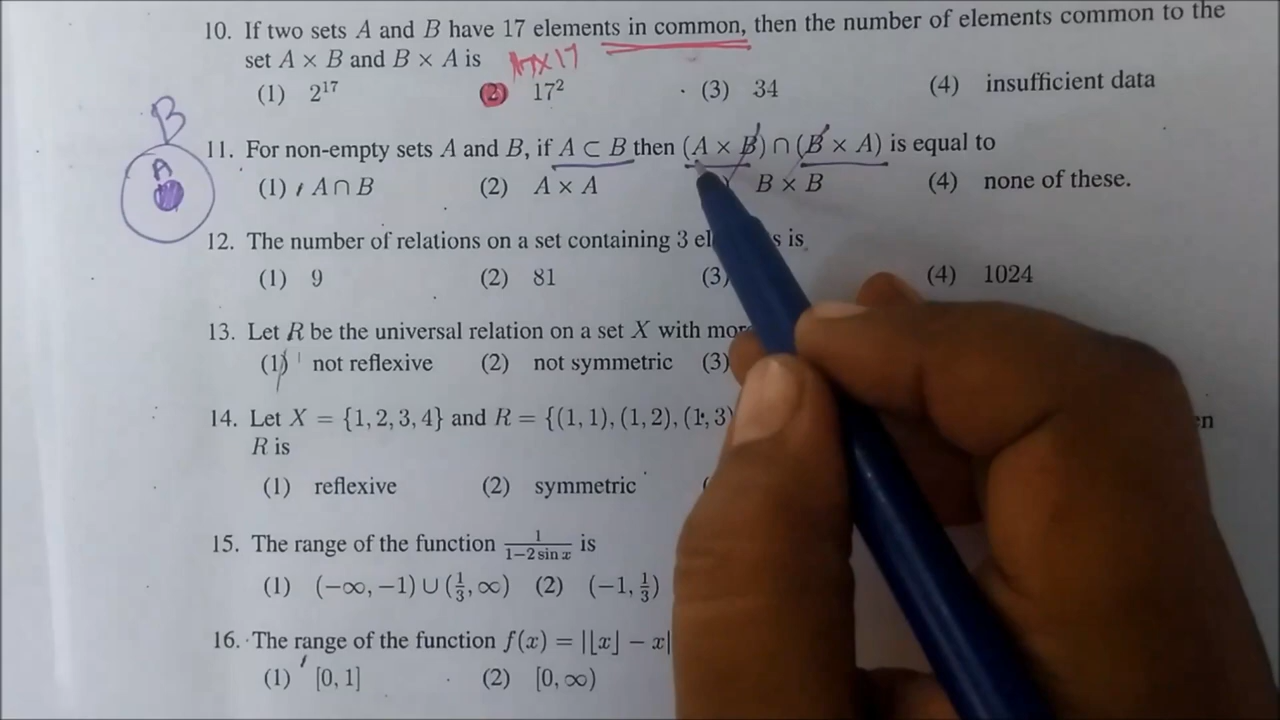 10. If two sets A and B have 17 elements in common, then the number of elements common to the
set A × B and B × A is 17×17
(1) 2¹⁷ (2) 17² (3) 34 (4) insufficient data
B
11. For non-empty sets A and B, if A ⊂ B then (A × B) ∩ (B × A) is equal to
A
(1) A ∩ B (2) A × A B × B (4) none of these.
12. The number of relations on a set containing 3 is
(1) 9 (2) 81 (3) (4) 1024
13. Let R be the universal relation on a set X with
(1) not reflexive (2) not symmetric (3)
14. Let X = {1, 2, 3, 4} and R = {(1, 1), (1, 2), (1, 3)
R is
(1) reflexive (2) symmetric
15. The range of the function 1/(1−2 sin x) is
(1) (−∞, −1) ∪ (1/3, ∞) (2) (−1, 1/3)
16. The range of the function f(x) = |⌊x⌋ − x|
(1) [0, 1] (2) [0, ∞)